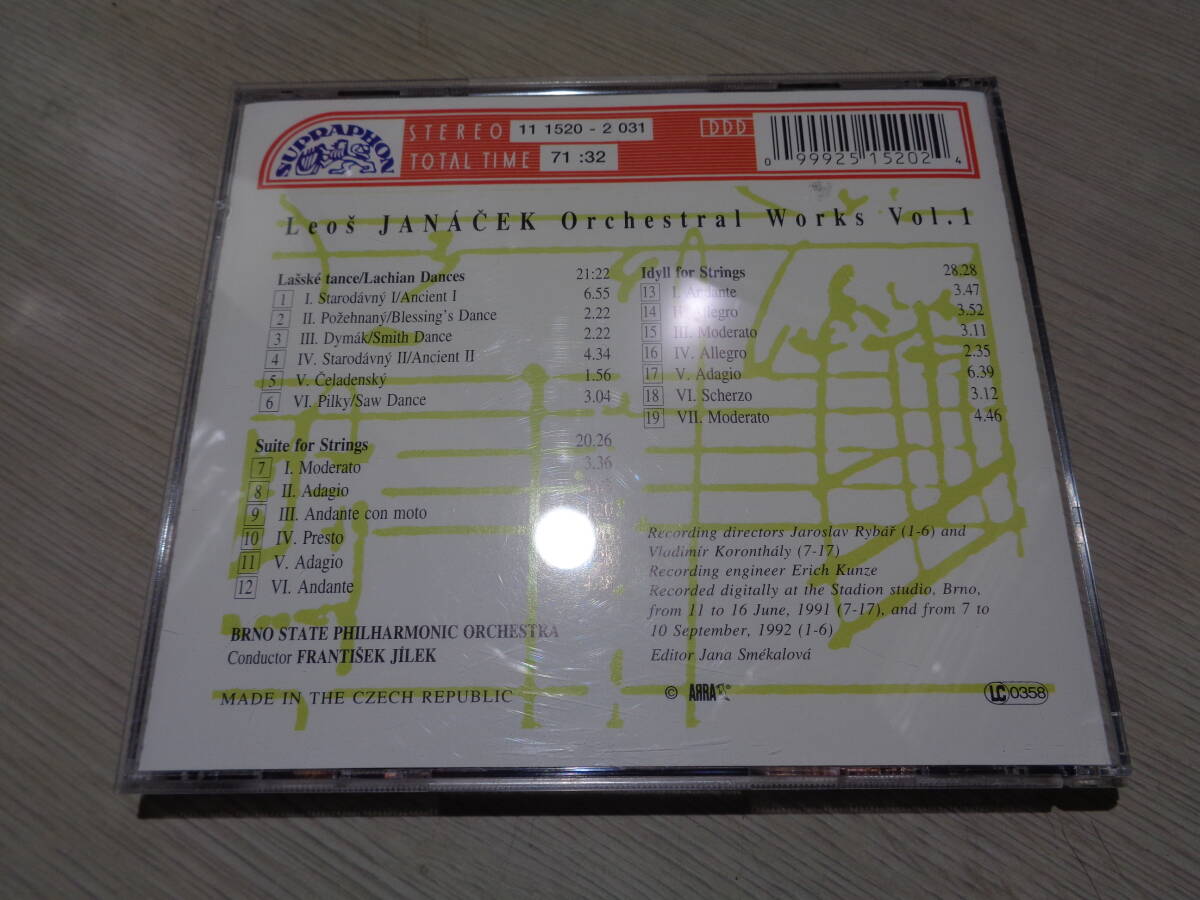 SUPRAPHON
STEREO 11 1520 - 2 031
TOTAL TIME 71 :32
DDD
0 99925 15202 4
Leoš JANÁČEK Orchestral Works Vol.1
Lašské tance/Lachian Dances 21:22
1 I. Starodávný I/Ancient I 6.55
2 II. Požehnaný/Blessing's Dance 2.22
3 III. Dymák/Smith Dance 2.22
4 IV. Starodávný II/Ancient II 4.34
5 V. Čeladenský 1.56
6 VI. Pilky/Saw Dance 3.04
Suite for Strings 20.26
7 I. Moderato 3.36
8 II. Adagio
9 III. Andante con moto
10 IV. Presto
11 V. Adagio
12 VI. Andante
BRNO STATE PHILHARMONIC ORCHESTRA
Conductor FRANTIŠEK JÍLEK
MADE IN THE CZECH REPUBLIC
Idyll for Strings 28.28
13 I. Andante 3.47
14 II. Allegro 3.52
15 III. Moderato 3.11
16 IV. Allegro 2.35
17 V. Adagio 6.39
18 VI. Scherzo 3.12
19 VII. Moderato 4.46
Recording directors Jaroslav Rybář (1-6) and
Vladimír Koronthály (7-17)
Recording engineer Erich Kunze
Recorded digitally at the Stadion studio, Brno,
from 11 to 16 June, 1991 (7-17), and from 7 to
10 September, 1992 (1-6)
Editor Jana Smékalová
© ARRA ®
LC 0358